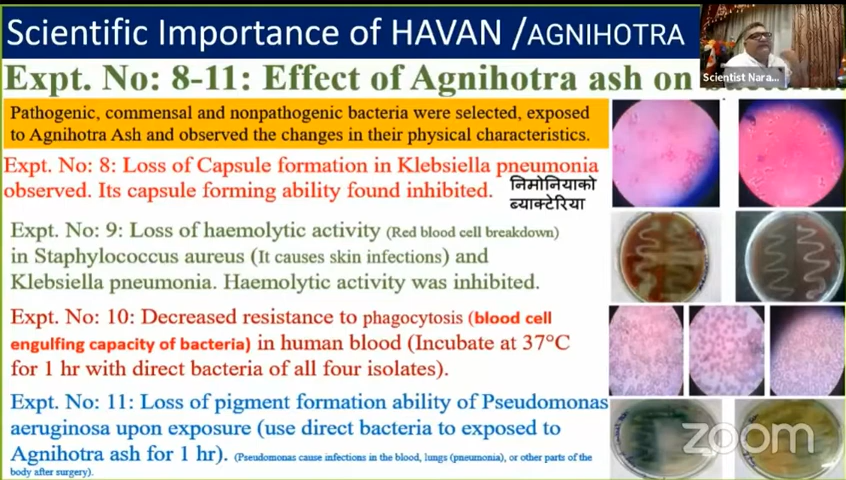 Scientific Importance of HAVAN /AGNIHOTRA
Expt. No: 8-11: Effect of Agnihotra ash on
Scientist Nara...
Pathogenic, commensal and nonpathogenic bacteria were selected, exposed
to Agnihotra Ash and observed the changes in their physical characteristics.
Expt. No: 8: Loss of Capsule formation in Klebsiella pneumonia
observed. Its capsule forming ability found inhibited.
निमोनियाको
ब्याक्टेरिया
Expt. No: 9: Loss of haemolytic activity (Red blood cell breakdown)
in Staphylococcus aureus (It causes skin infections) and
Klebsiella pneumonia. Haemolytic activity was inhibited.
Expt. No: 10: Decreased resistance to phagocytosis (blood cell
engulfing capacity of bacteria) in human blood (Incubate at 37°C
for 1 hr with direct bacteria of all four isolates).
Expt. No: 11: Loss of pigment formation ability of Pseudomonas
aeruginosa upon exposure (use direct bacteria to exposed to
Agnihotra ash for 1 hr). (Pseudomonas cause infections in the blood, lungs (pneumonia), or other parts of the
body after surgery).
zoom